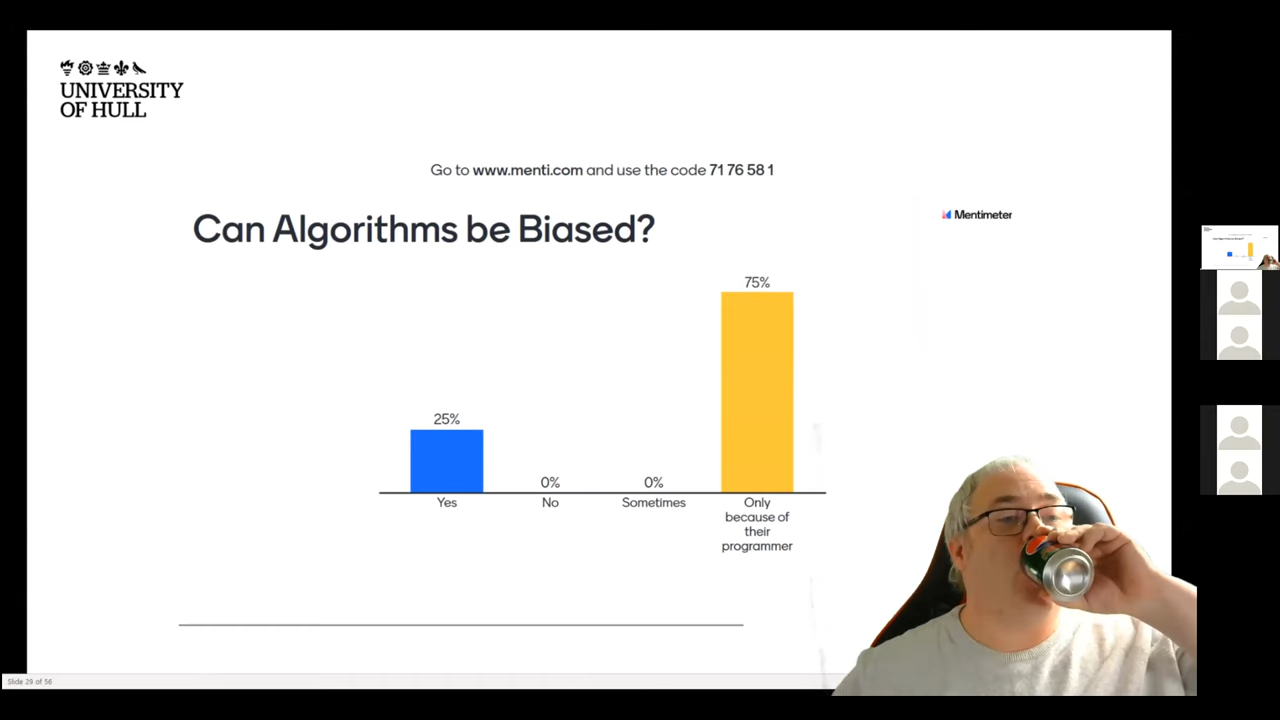 UNIVERSITY
OF HULL
Go to www.menti.com and use the code 71 76 58 1
Can Algorithms be Biased?
Mentimeter
75%
25%
0%
0%
Yes
No
Sometimes
Only
because of
their
programmer
Slide 29 of 56